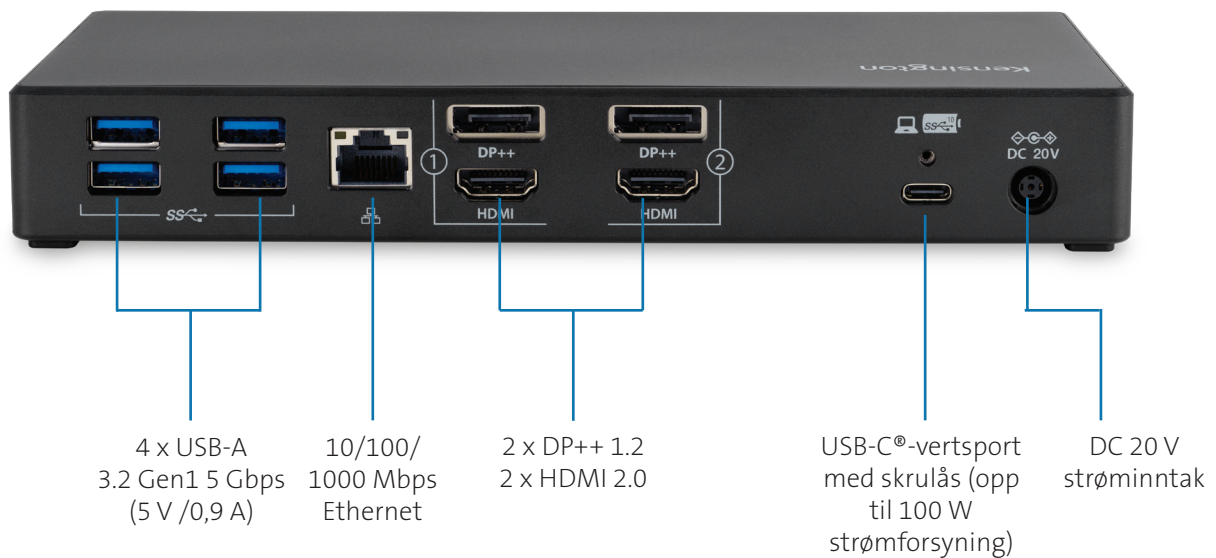 Kensington
DP++
DP++
1
2
10
DC 20V
SS
HDMI
HDMI
4 x USB-A
3.2 Gen1 5 Gbps
(5 V /0,9 A)
10/100/
1000 Mbps
Ethernet
2 x DP++ 1.2
2 x HDMI 2.0
USB-C®-vertsport
med skrulås (opp
til 100 W
strømforsyning)
DC 20 V
strøminntak